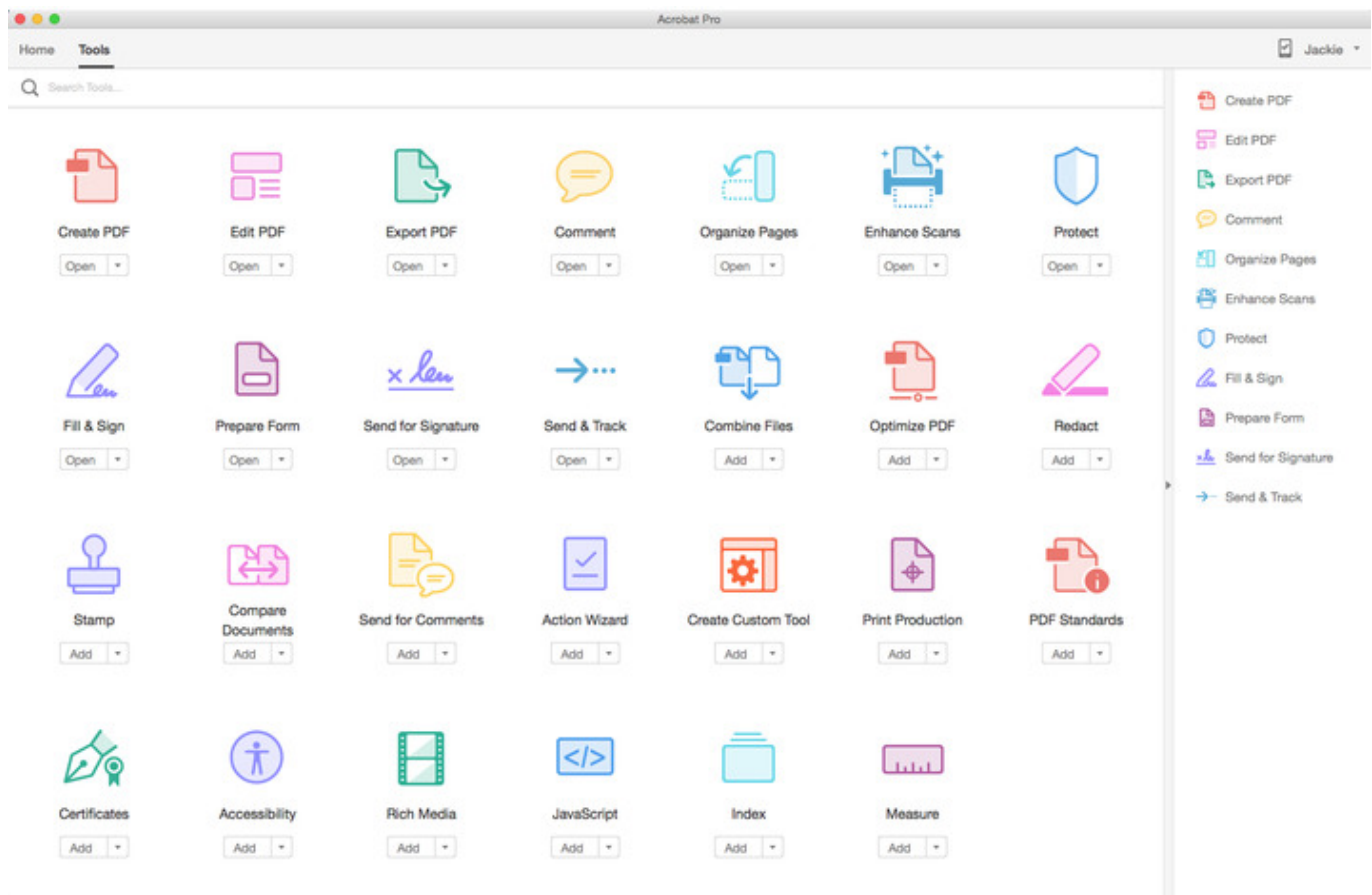 Acrobat Pro
Home Tools Jackie
Search Tools...
Create PDF Edit PDF Export PDF Comment Organize Pages Enhance Scans Protect
Open Open Open Open Open Open Open
Fill & Sign Prepare Form Send for Signature Send & Track Combine Files Optimize PDF Redact
Open Open Open Open Add Add Add
Stamp Compare Documents Send for Comments Action Wizard Create Custom Tool Print Production PDF Standards
Add Add Add Add Add Add Add
Certificates Accessibility Rich Media JavaScript Index Measure
Add Add Add Add Add Add
Create PDF
Edit PDF
Export PDF
Comment
Organize Pages
Enhance Scans
Protect
Fill & Sign
Prepare Form
Send for Signature
Send & Track